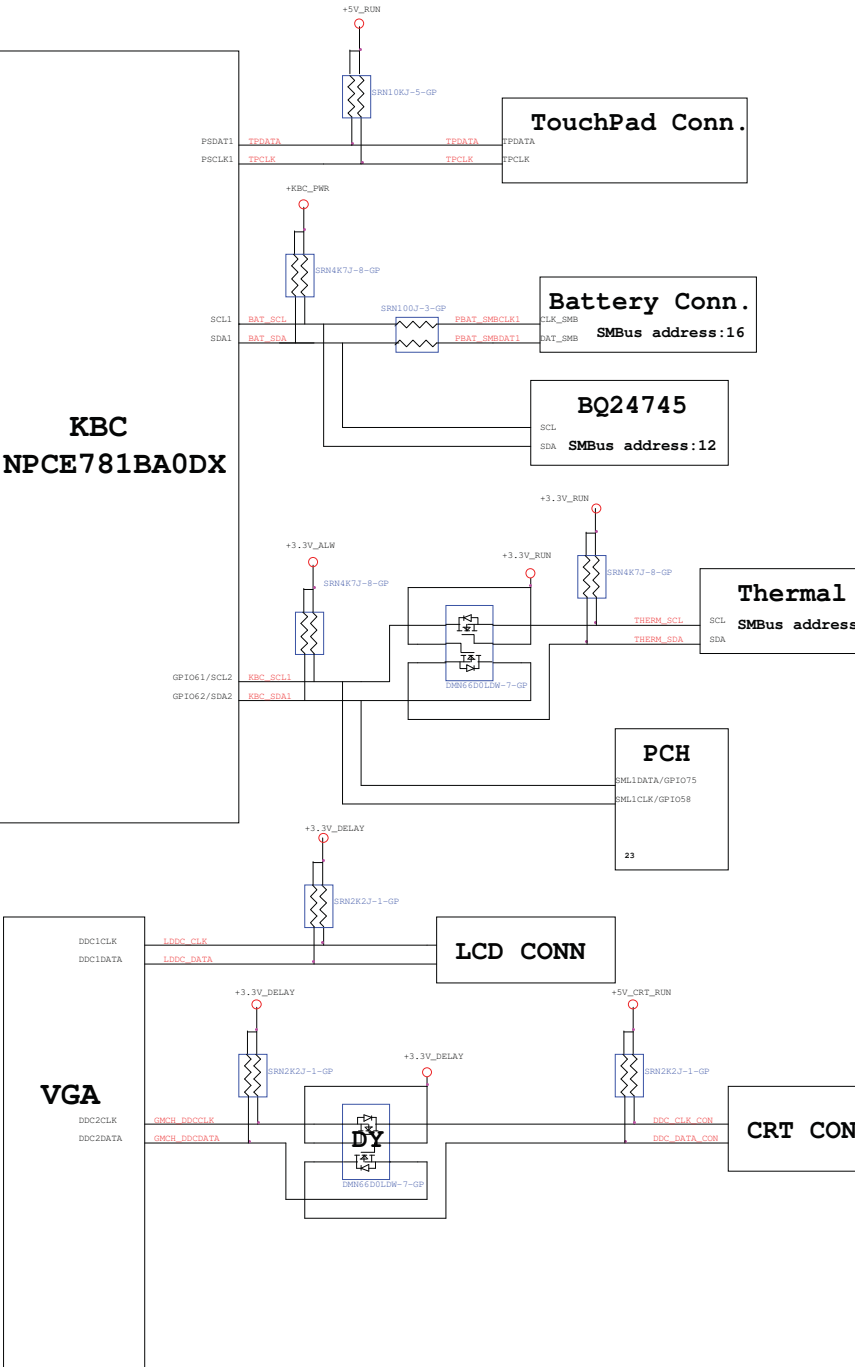 +5V_RUN
SRN10KJ-5-GP
TouchPad Conn.
PSDAT1 TPDATA TPDATA TPDATA
PSCLK1 TPCLK TPCLK TPCLK
+KBC_PWR
SRN4K7J-8-GP
SRN100J-3-GP
Battery Conn.
SCL1 BAT_SCL PBAT_SMBCLK1 CLK_SMB
SMBus address:16
SDA1 BAT_SDA PBAT_SMBDAT1 DAT_SMB
BQ24745
SCL
SDA SMBus address:12
KBC
NPCE781BA0DX
+3.3V_RUN
+3.3V_ALW
+3.3V_RUN
SRN4K7J-8-GP
SRN4K7J-8-GP
Thermal
THERM_SCL SCL
SMBus address
THERM_SDA SDA
GPIO61/SCL2 KBC_SCL1
DMN66D0LDW-7-GP
GPIO62/SDA2 KBC_SDA1
PCH
SML1DATA/GPIO75
SML1CLK/GPIO58
23
+3.3V_DELAY
SRN2K2J-1-GP
DDC1CLK LDDC_CLK
LCD CONN
DDC1DATA LDDC_DATA
+3.3V_DELAY
+5V_CRT_RUN
+3.3V_DELAY
SRN2K2J-1-GP
SRN2K2J-1-GP
VGA
DDC2CLK GMCH_DDCCLK DDC_CLK_CON
CRT CON
DDC2DATA GMCH_DDCDATA DDC_DATA_CON
DY
DMN66D0LDW-7-GP